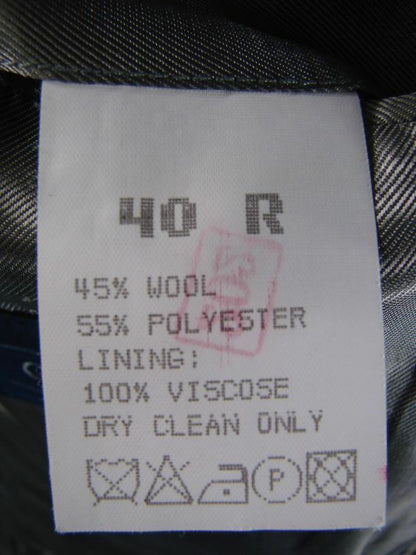 40 R
45% WOOL
55% POLYESTER
LINING:
100% VISCOSE
DRY CLEAN ONLY
P